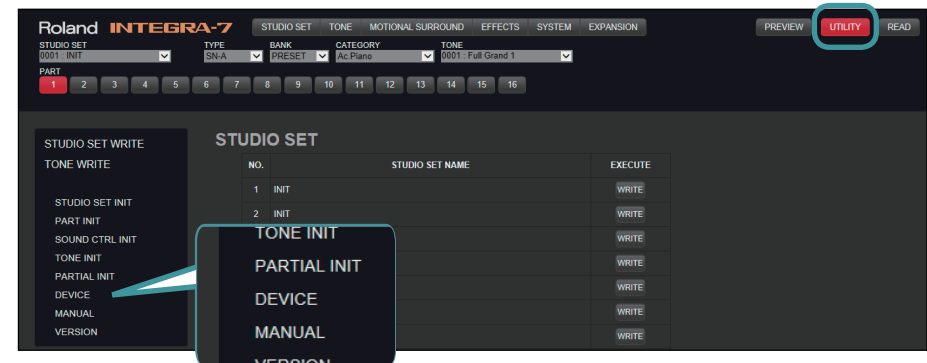 Roland INTEGRA-7 STUDIO SET TONE MOTIONAL SURROUND EFFECTS SYSTEM EXPANSION PREVIEW UTILITY READ
STUDIO SET TYPE BANK CATEGORY TONE
0001 : INIT SN-A PRESET Ac.Piano 0001 : Full Grand 1
PART
1 2 3 4 5 6 7 8 9 10 11 12 13 14 15 16
STUDIO SET WRITE
TONE WRITE
STUDIO SET INIT
PART INIT
SOUND CTRL INIT
TONE INIT
PARTIAL INIT
DEVICE
MANUAL
VERSION
STUDIO SET
NO. STUDIO SET NAME EXECUTE
1 INIT WRITE
2 INIT WRITE
WRITE
WRITE
WRITE
WRITE
WRITE
TONE INIT
PARTIAL INIT
DEVICE
MANUAL
VERSION